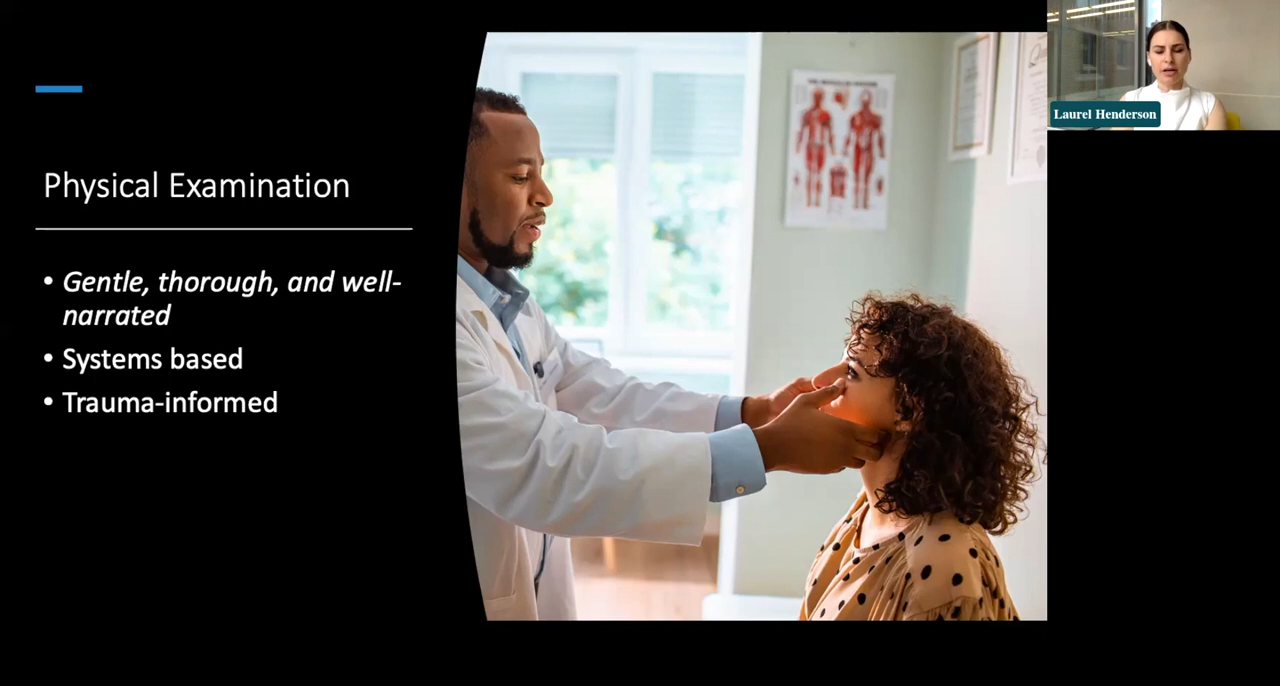 Physical Examination
• Gentle, thorough, and well-
narrated
• Systems based
• Trauma-informed
Laurel Henderson